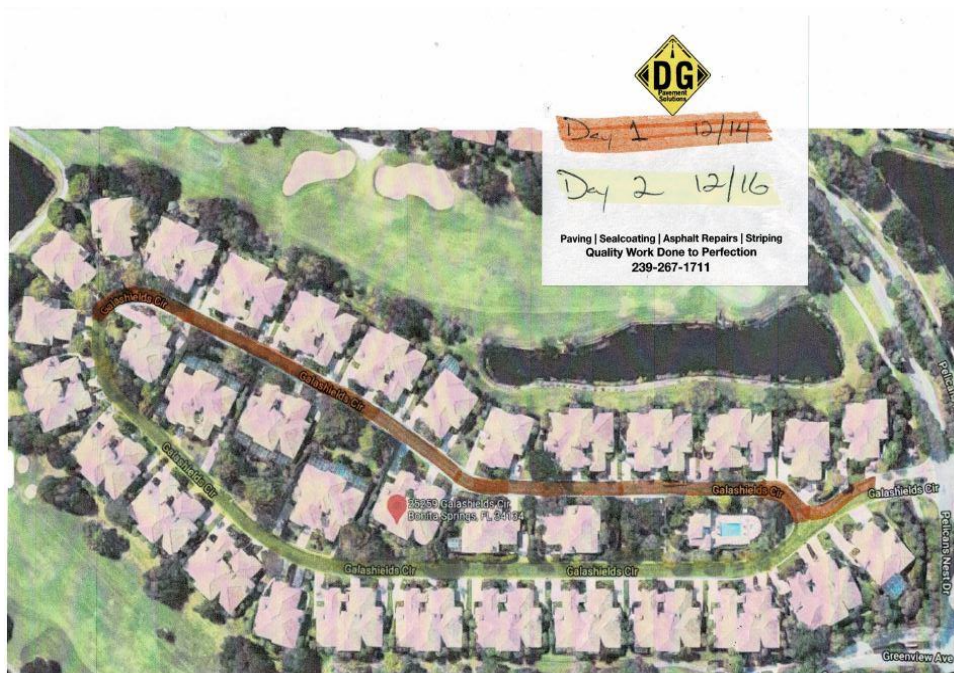 DG
Pavement
Solutions
Day 1 12/14
Day 2 12/16
Paving | Sealcoating | Asphalt Repairs | Striping
Quality Work Done to Perfection
239-267-1711
Galashields Cir
Galashields Cir
Galashields Cir
Galashields Cir
Galashields Cir
Galashields Cir
Galashields Cir
25259 Galashields Cir,
Bonita Springs, FL 34134
Pelicans Nest Dr
Greenview Ave